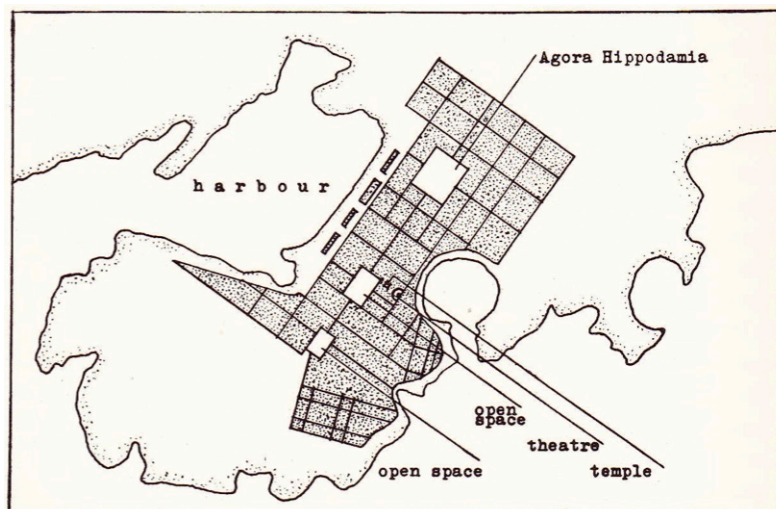 Agora Hippodamia
harbour
open
space
theatre
open space
temple